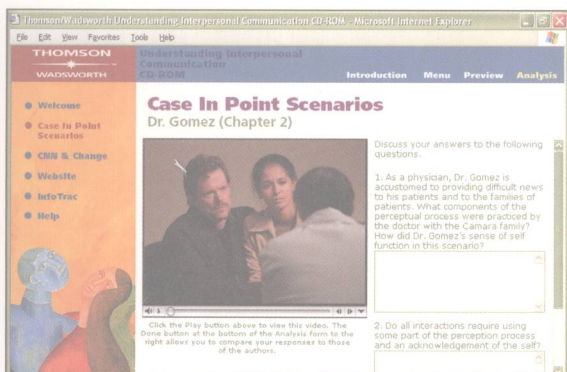 Thomson/Wadsworth Understanding Interpersonal Communication CD-ROM - Microsoft Internet Explorer
File Edit View Favorites Tools Help
THOMSON
WADSWORTH
Understanding Interpersonal
Communication
CD-ROM
Introduction Menu Preview Analysis
Welcome
Case In Point
Scenarios
CNN & Change
Website
InfoTrac
Help
Case In Point Scenarios
Dr. Gomez (Chapter 2)
Click the Play button above to view this video. The
Done button at the bottom of the Analysis form to the
right allows you to compare your responses to those
of the authors.
Discuss your answers to the following
questions.
1. As a physician, Dr. Gomez is
accustomed to providing difficult news
to his patients and to the families of
patients. What components of the
perceptual process were practiced by
the doctor with the Camara family?
How did Dr. Gomez's sense of self
function in this scenario?
2. Do all interactions require using
some part of the perception process
and an acknowledgement of the self?